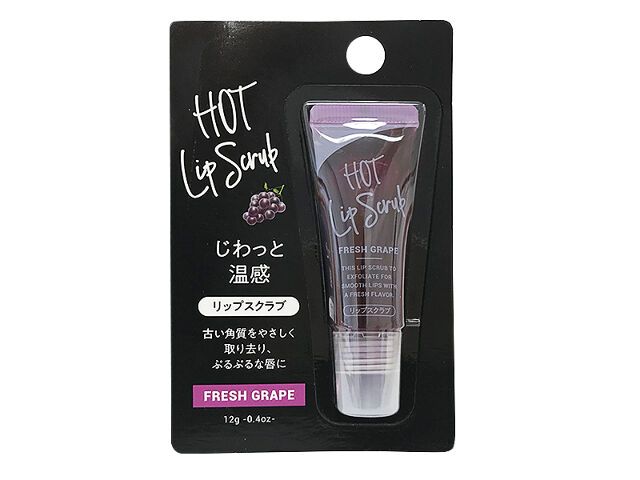 HOT
Lip Scrub
じわっと
温感
リップスクラブ
古い角質をやさしく
取り去り、
ぷるぷるな唇に
FRESH GRAPE
12g -0.4oz-
HOT
Lip Scrub
FRESH GRAPE
THIS LIP SCRUB TO
EXFOLIATE FOR
SMOOTH LIPS WITH
A FRESH FLAVOR.
リップスクラブ